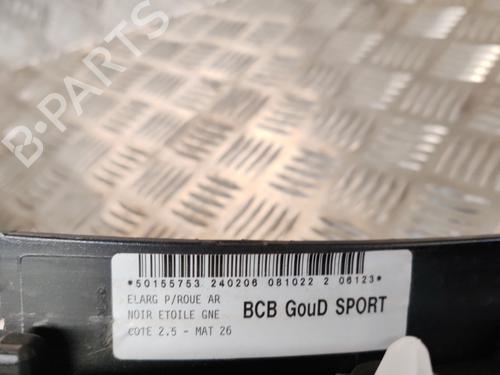 B-PARTS
*50155753 240206 081022 2 06123*
ELARG P/ROUE AR
NOIR ETOILE GNE
COTE 2.5 - MAT 26
BCB GouD SPORT